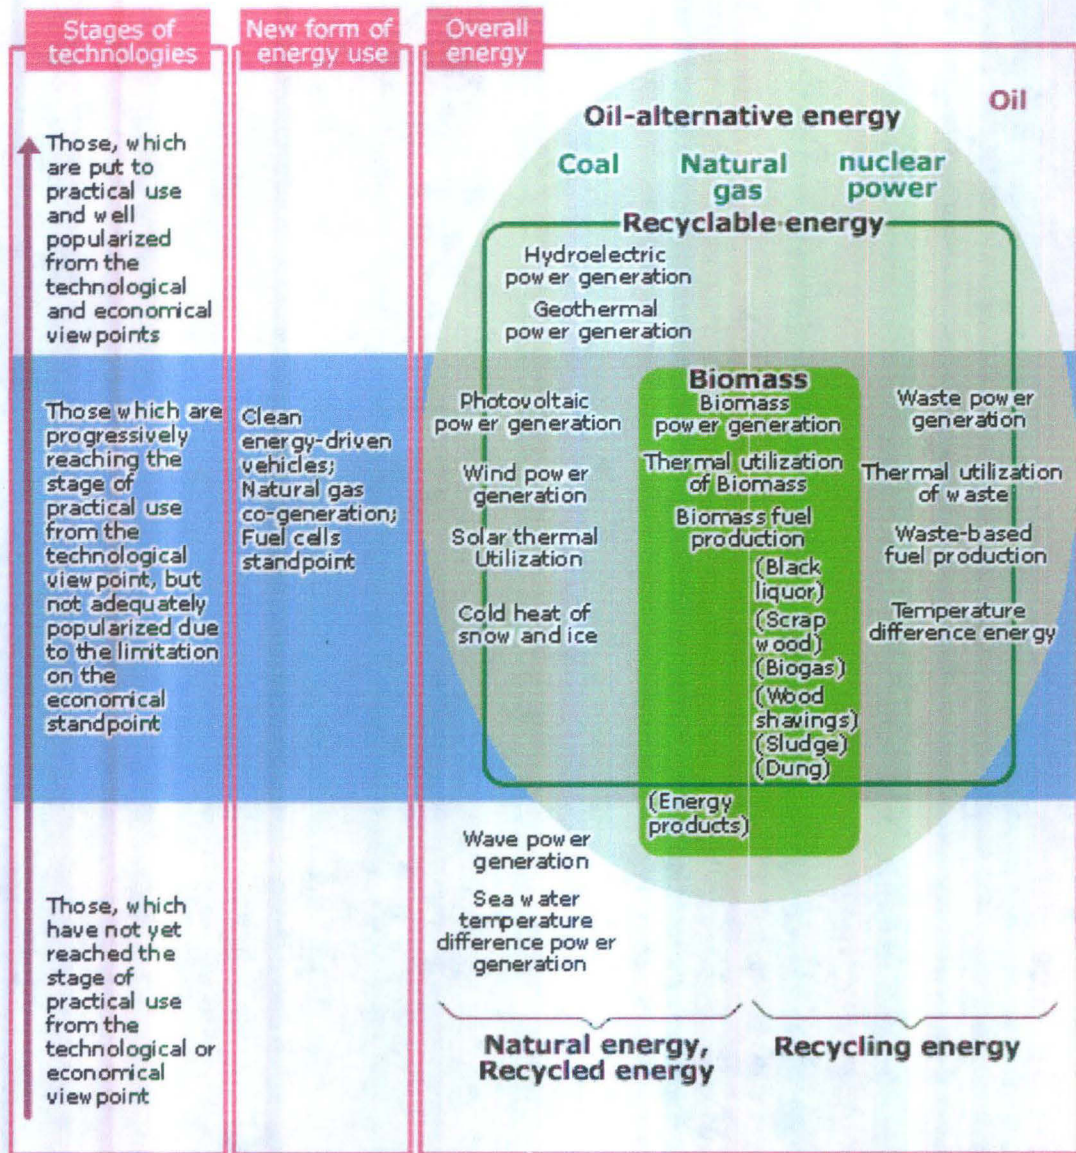 Stages of
technologies
New form of
energy use
Overall
energy
Those, which
are put to
practical use
and well
popularized
from the
technological
and economical
viewpoints
Those which are
progressively
reaching the
stage of
practical use
from the
technological
viewpoint, but
not adequately
popularized due
to the limitation
on the
economical
standpoint
Those, which
have not yet
reached the
stage of
practical use
from the
technological or
economical
viewpoint
Clean
energy-driven
vehicles;
Natural gas
co-generation;
Fuel cells
standpoint
Oil
Oil-alternative energy
Coal
Natural
gas
nuclear
power
Recyclable energy
Hydroelectric
power generation
Geothermal
power generation
Photovoltaic
power generation
Wind power
generation
Solar thermal
Utilization
Cold heat of
snow and ice
Biomass
Biomass
power generation
Thermal utilization
of Biomass
Biomass fuel
production
(Black
liquor)
(Scrap
wood)
(Biogas)
(Wood
shavings)
(Sludge)
(Dung)
(Energy
products)
Waste power
generation
Thermal utilization
of waste
Waste-based
fuel production
Temperature
difference energy
Wave power
generation
Sea water
temperature
difference power
generation
Natural energy,
Recycled energy
Recycling energy